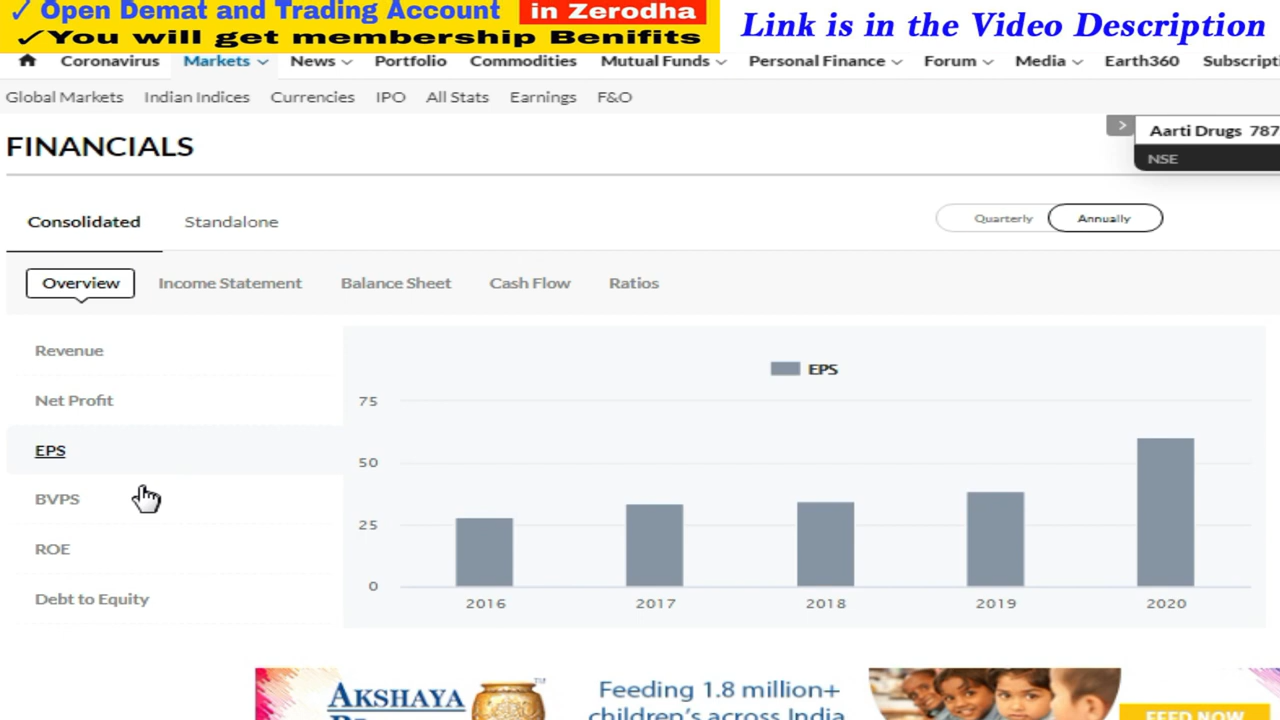 ✓ Open Demat and Trading Account in Zerodha
✓You will get membership Benifits
Link is in the Video Description
Coronavirus Markets News Portfolio Commodities Mutual Funds Personal Finance Forum Media Earth360 Subscripti
Global Markets Indian Indices Currencies IPO All Stats Earnings F&O
FINANCIALS
> Aarti Drugs 787
NSE
Consolidated Standalone
Quarterly Annually
Overview Income Statement Balance Sheet Cash Flow Ratios
Revenue
Net Profit
EPS
BVPS
ROE
Debt to Equity
EPS
75
50
25
0
2016 2017 2018 2019 2020
AKSHAYA
TM
Feeding 1.8 million+
children's across India
FEED NOW